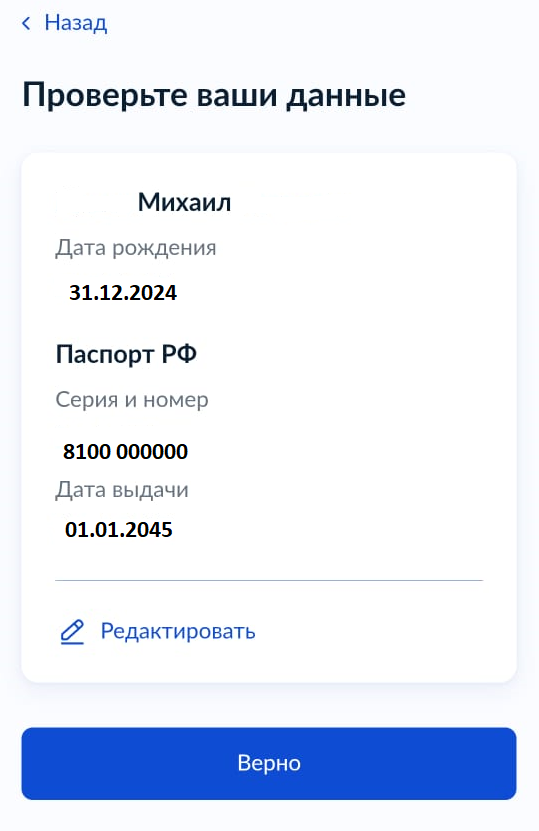 Назад
Проверьте ваши данные
Михаил
Дата рождения
31.12.2024
Паспорт РФ
Серия и номер
8100 000000
Дата выдачи
01.01.2045
Редактировать
Верно